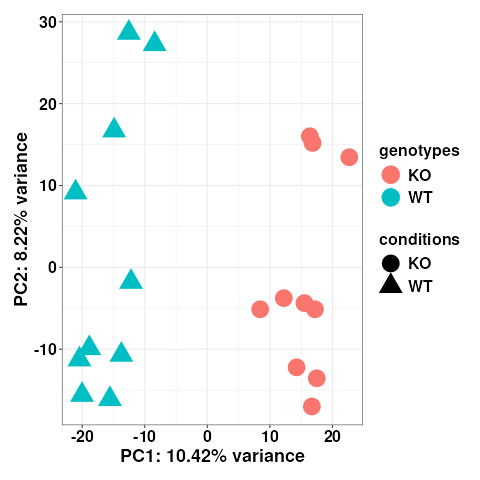 30
20
10
0
-10
PC2: 8.22% variance
-20 -10 0 10 20
PC1: 10.42% variance
genotypes
KO
WT
conditions
KO
WT